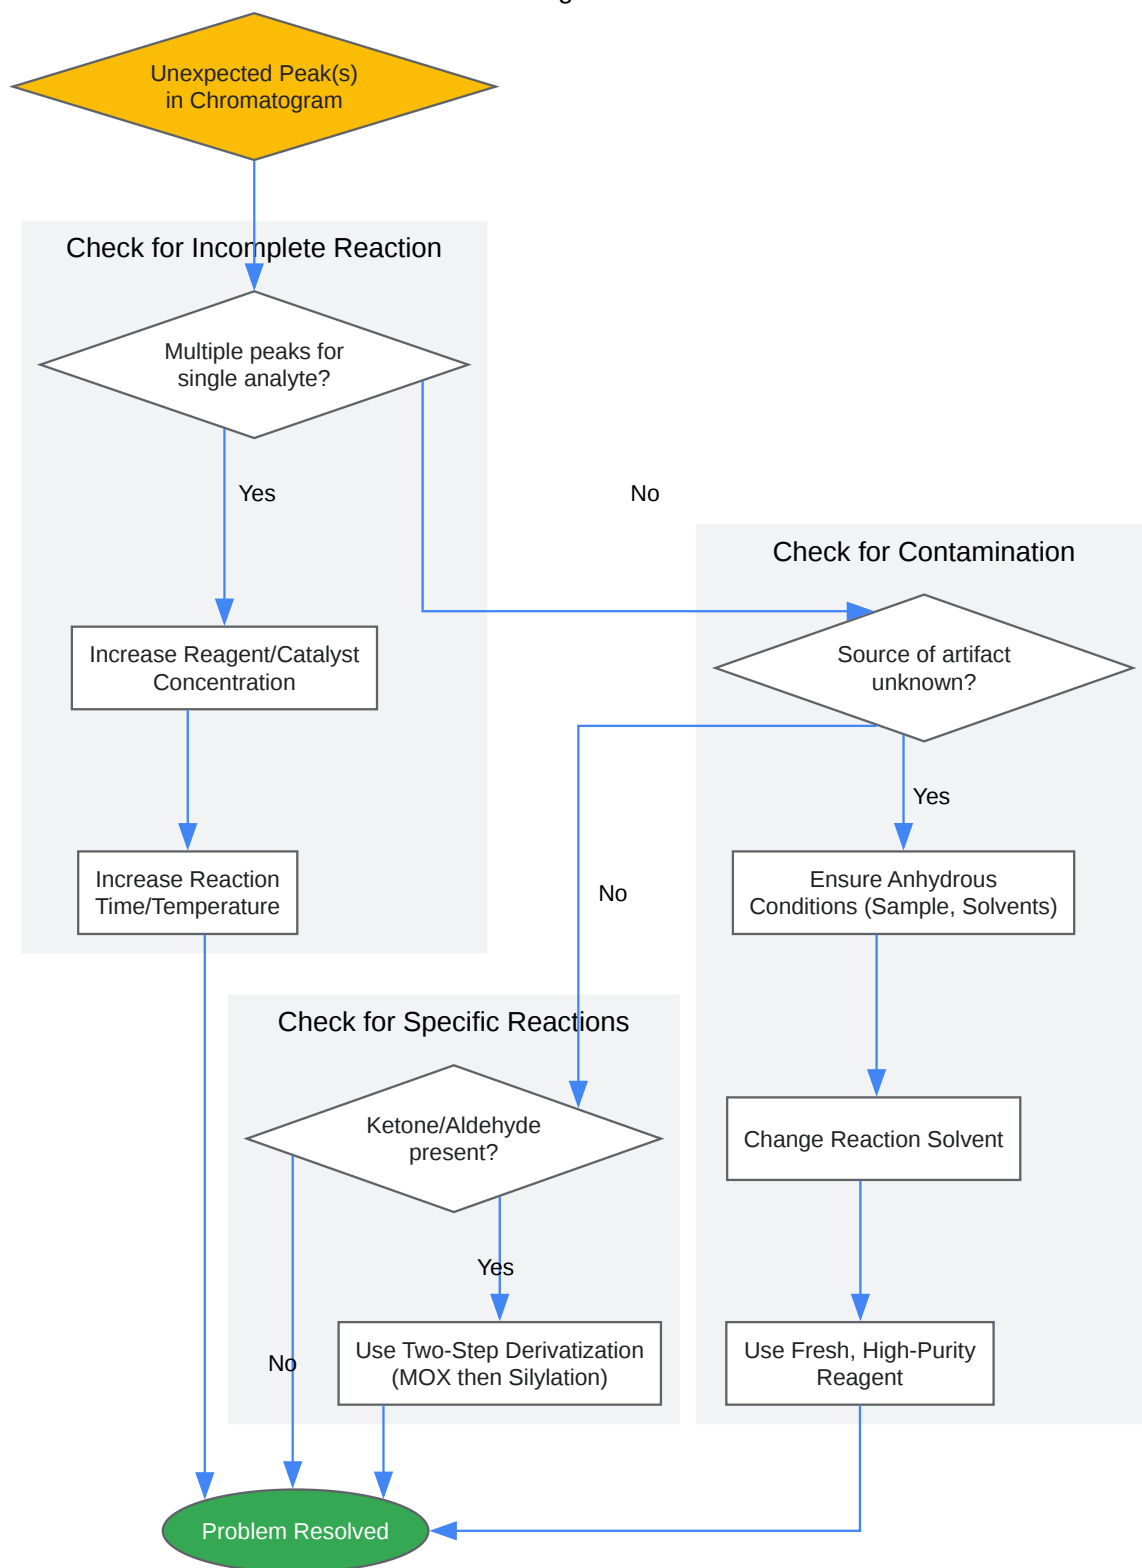 Unexpected Peak(s)
in Chromatogram
Check for Incomplete Reaction
Multiple peaks for
single analyte?
Yes
No
Check for Contamination
Increase Reagent/Catalyst
Concentration
Source of artifact
unknown?
Yes
Increase Reaction
Time/Temperature
No
Ensure Anhydrous
Conditions (Sample, Solvents)
Check for Specific Reactions
Ketone/Aldehyde
present?
Change Reaction Solvent
Yes
No
Use Two-Step Derivatization
(MOX then Silylation)
Use Fresh, High-Purity
Reagent
Problem Resolved